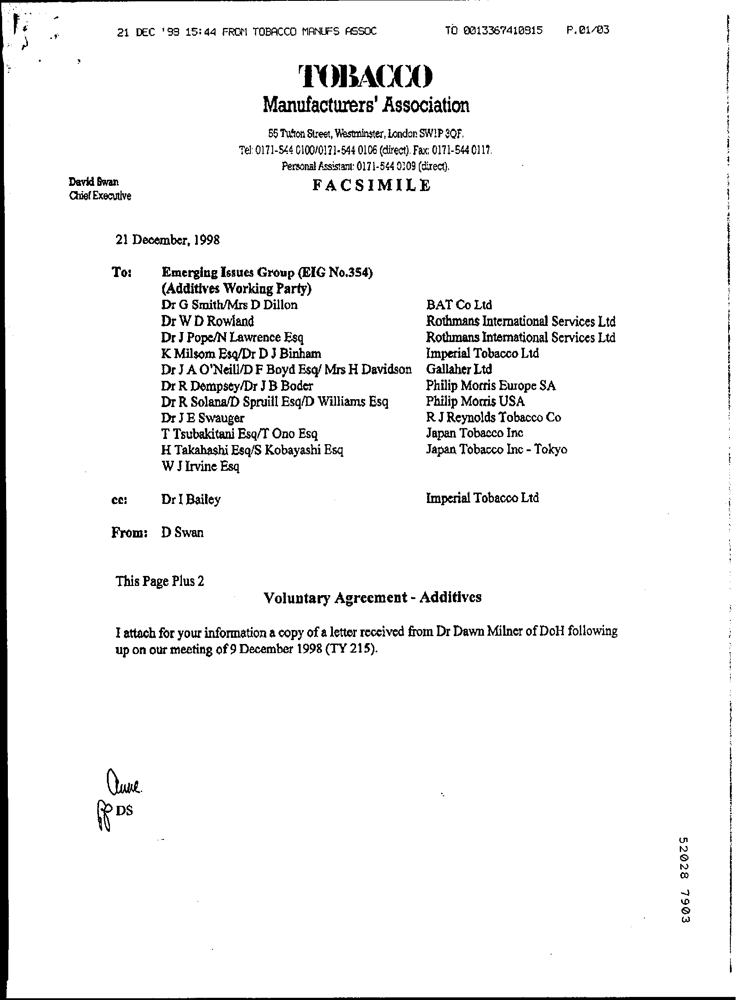 21 DEC '98 15:44 FROM TOBACCO MANUFS ASSOC TO 0013367410915 P.01/03
TOBACCO
Manufacturers' Association
55 Tufton Street, Westminster, London SW1P 3QF.
Tel: 0171-544 0100/0171-544 0106 (direct). Fax: 0171-544 0117.
Personal Assistant: 0171-544 0109 (direct).
David Swan
Chief Executive
FACSIMILE
21 December, 1998
To: Emerging Issues Group (EIG No.354)
(Additives Working Party)
Dr G Smith/Mrs D Dillon BAT Co Ltd
Dr W D Rowland Rothmans International Services Ltd
Dr J Pope/N Lawrence Esq Rothmans International Services Ltd
K Milsom Esq/Dr D J Binham Imperial Tobacco Ltd
Dr J A O'Neill/D F Boyd Esq/ Mrs H Davidson Gallaher Ltd
Dr R Dempsey/Dr J B Boder Philip Morris Europe SA
Dr R Solana/D Spruill Esq/D Williams Esq Philip Morris USA
Dr J E Swauger R J Reynolds Tobacco Co
T Tsubakitani Esq/T Ono Esq Japan Tobacco Inc
H Takahashi Esq/S Kobayashi Esq Japan Tobacco Inc - Tokyo
W J Irvine Esq
cc: Dr I Bailey Imperial Tobacco Ltd
From: D Swan
This Page Plus 2
Voluntary Agreement - Additives
I attach for your information a copy of a letter received from Dr Dawn Milner of DoH following
up on our meeting of 9 December 1998 (TY 215).
Anne
pp DS
52028 7903